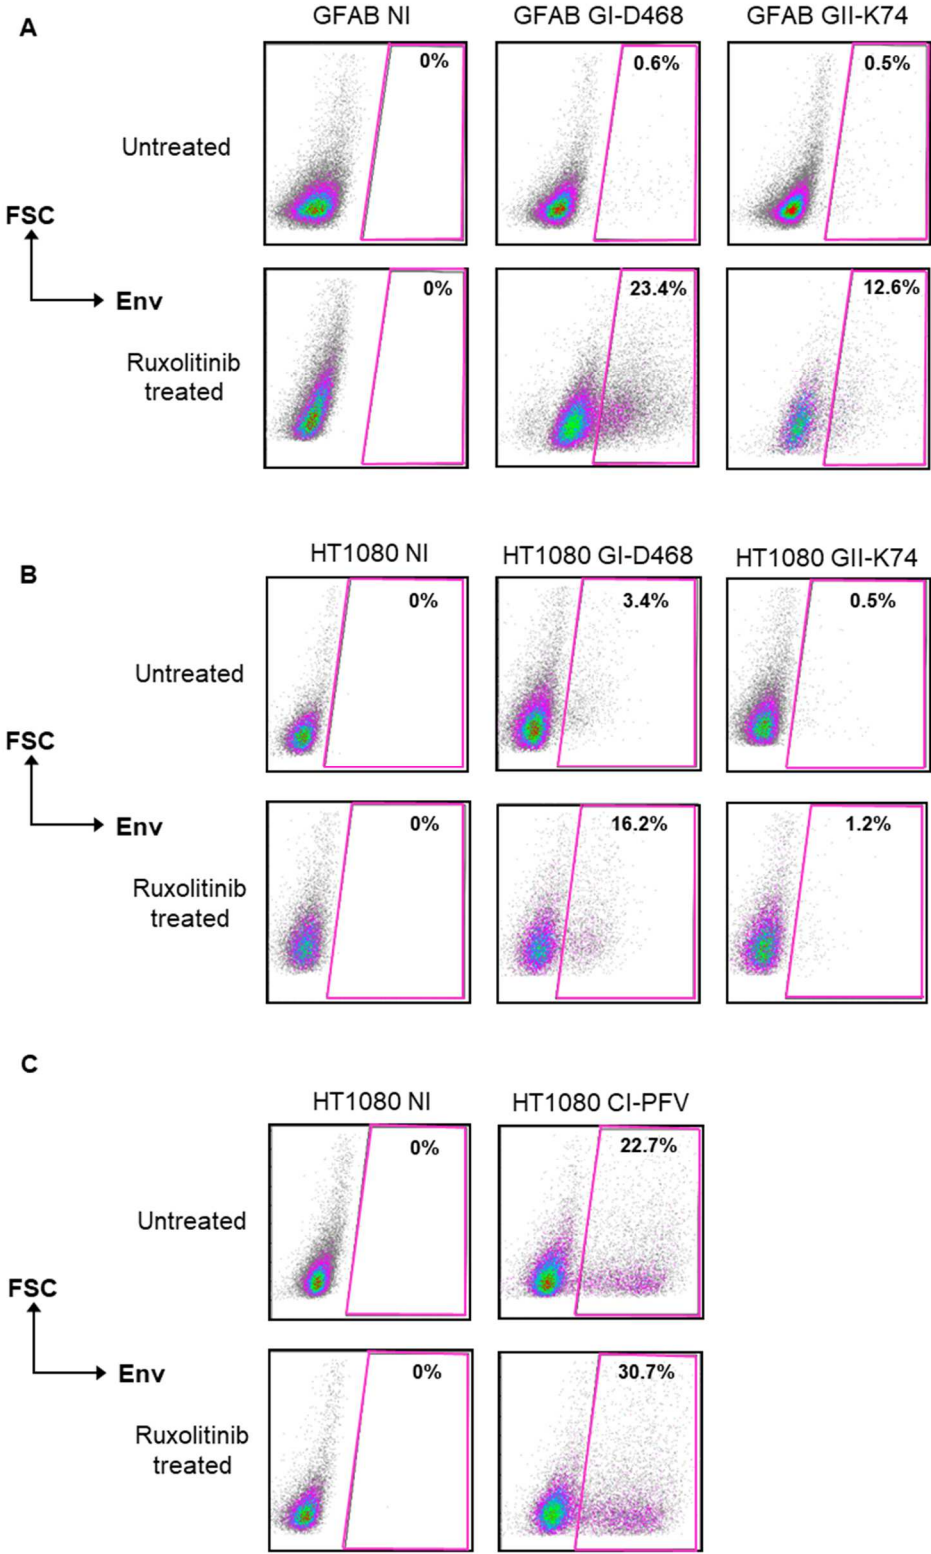 A
GFAB NI
GFAB GI-D468
GFAB GII-K74
0%
0.6%
0.5%
Untreated
FSC
Env
0%
23.4%
12.6%
Ruxolitinib
treated
B
HT1080 NI
HT1080 GI-D468
HT1080 GII-K74
0%
3.4%
0.5%
Untreated
FSC
Env
0%
16.2%
1.2%
Ruxolitinib
treated
C
HT1080 NI
HT1080 CI-PFV
0%
22.7%
Untreated
FSC
Env
0%
30.7%
Ruxolitinib
treated